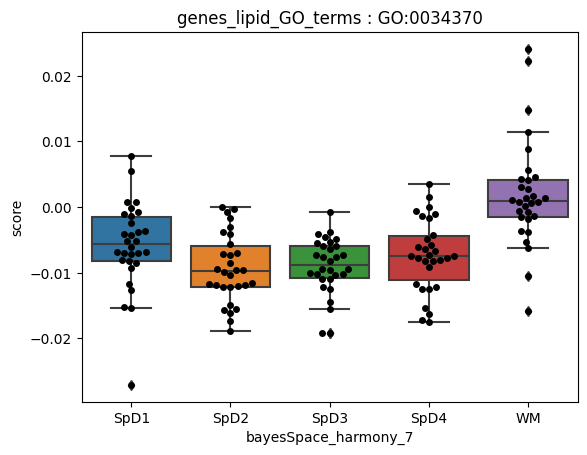 genes_lipid_GO_terms : GO:0034370
score
0.02
0.01
0.00
−0.01
−0.02
SpD1 SpD2 SpD3 SpD4 WM
bayesSpace_harmony_7